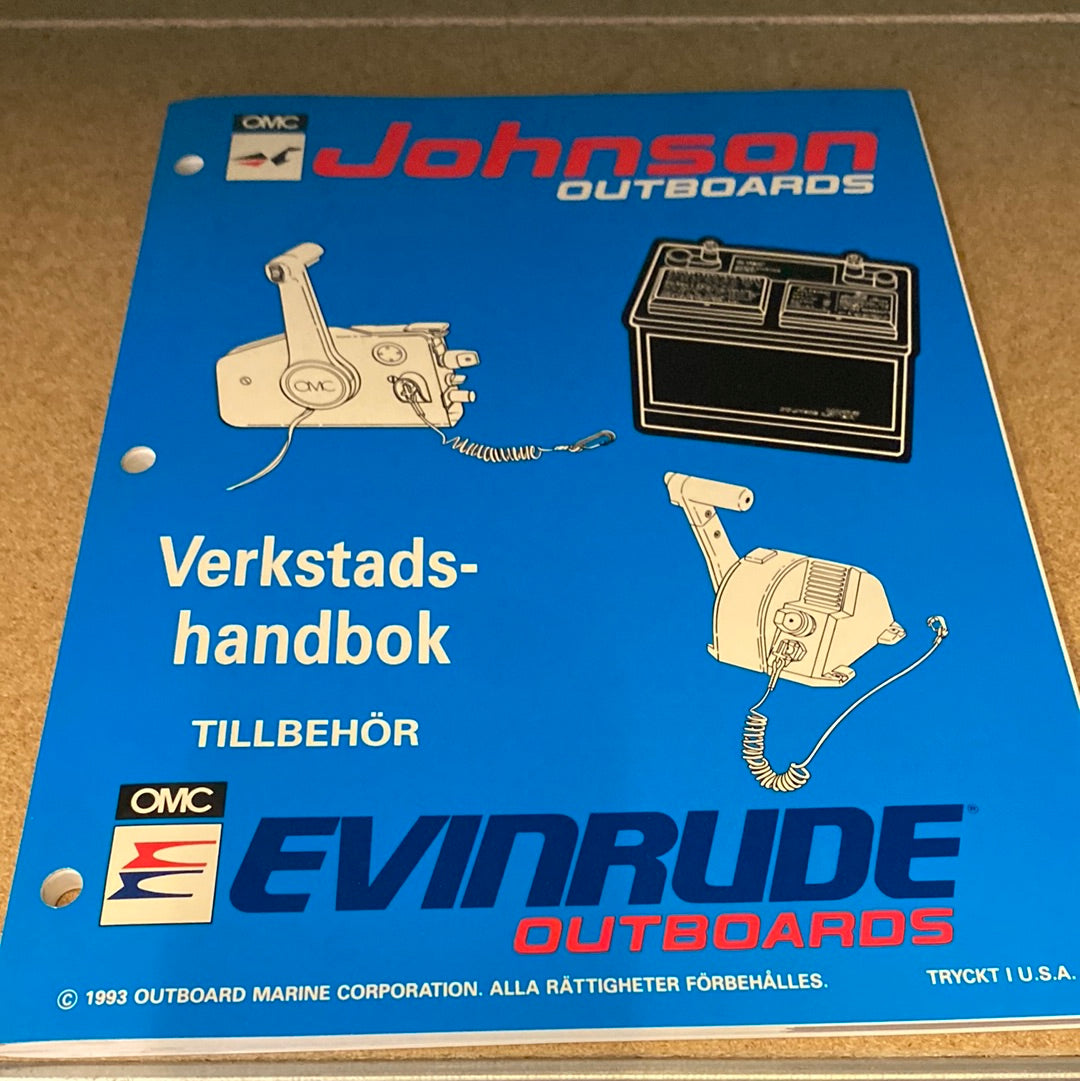 OMC
Johnson
OUTBOARDS
OMC
Verkstads-
handbok
TILLBEHÖR
OMC
EVINRUDE®
OUTBOARDS
© 1993 OUTBOARD MARINE CORPORATION. ALLA RÄTTIGHETER FÖRBEHÅLLES.
TRYCKT I U.S.A.